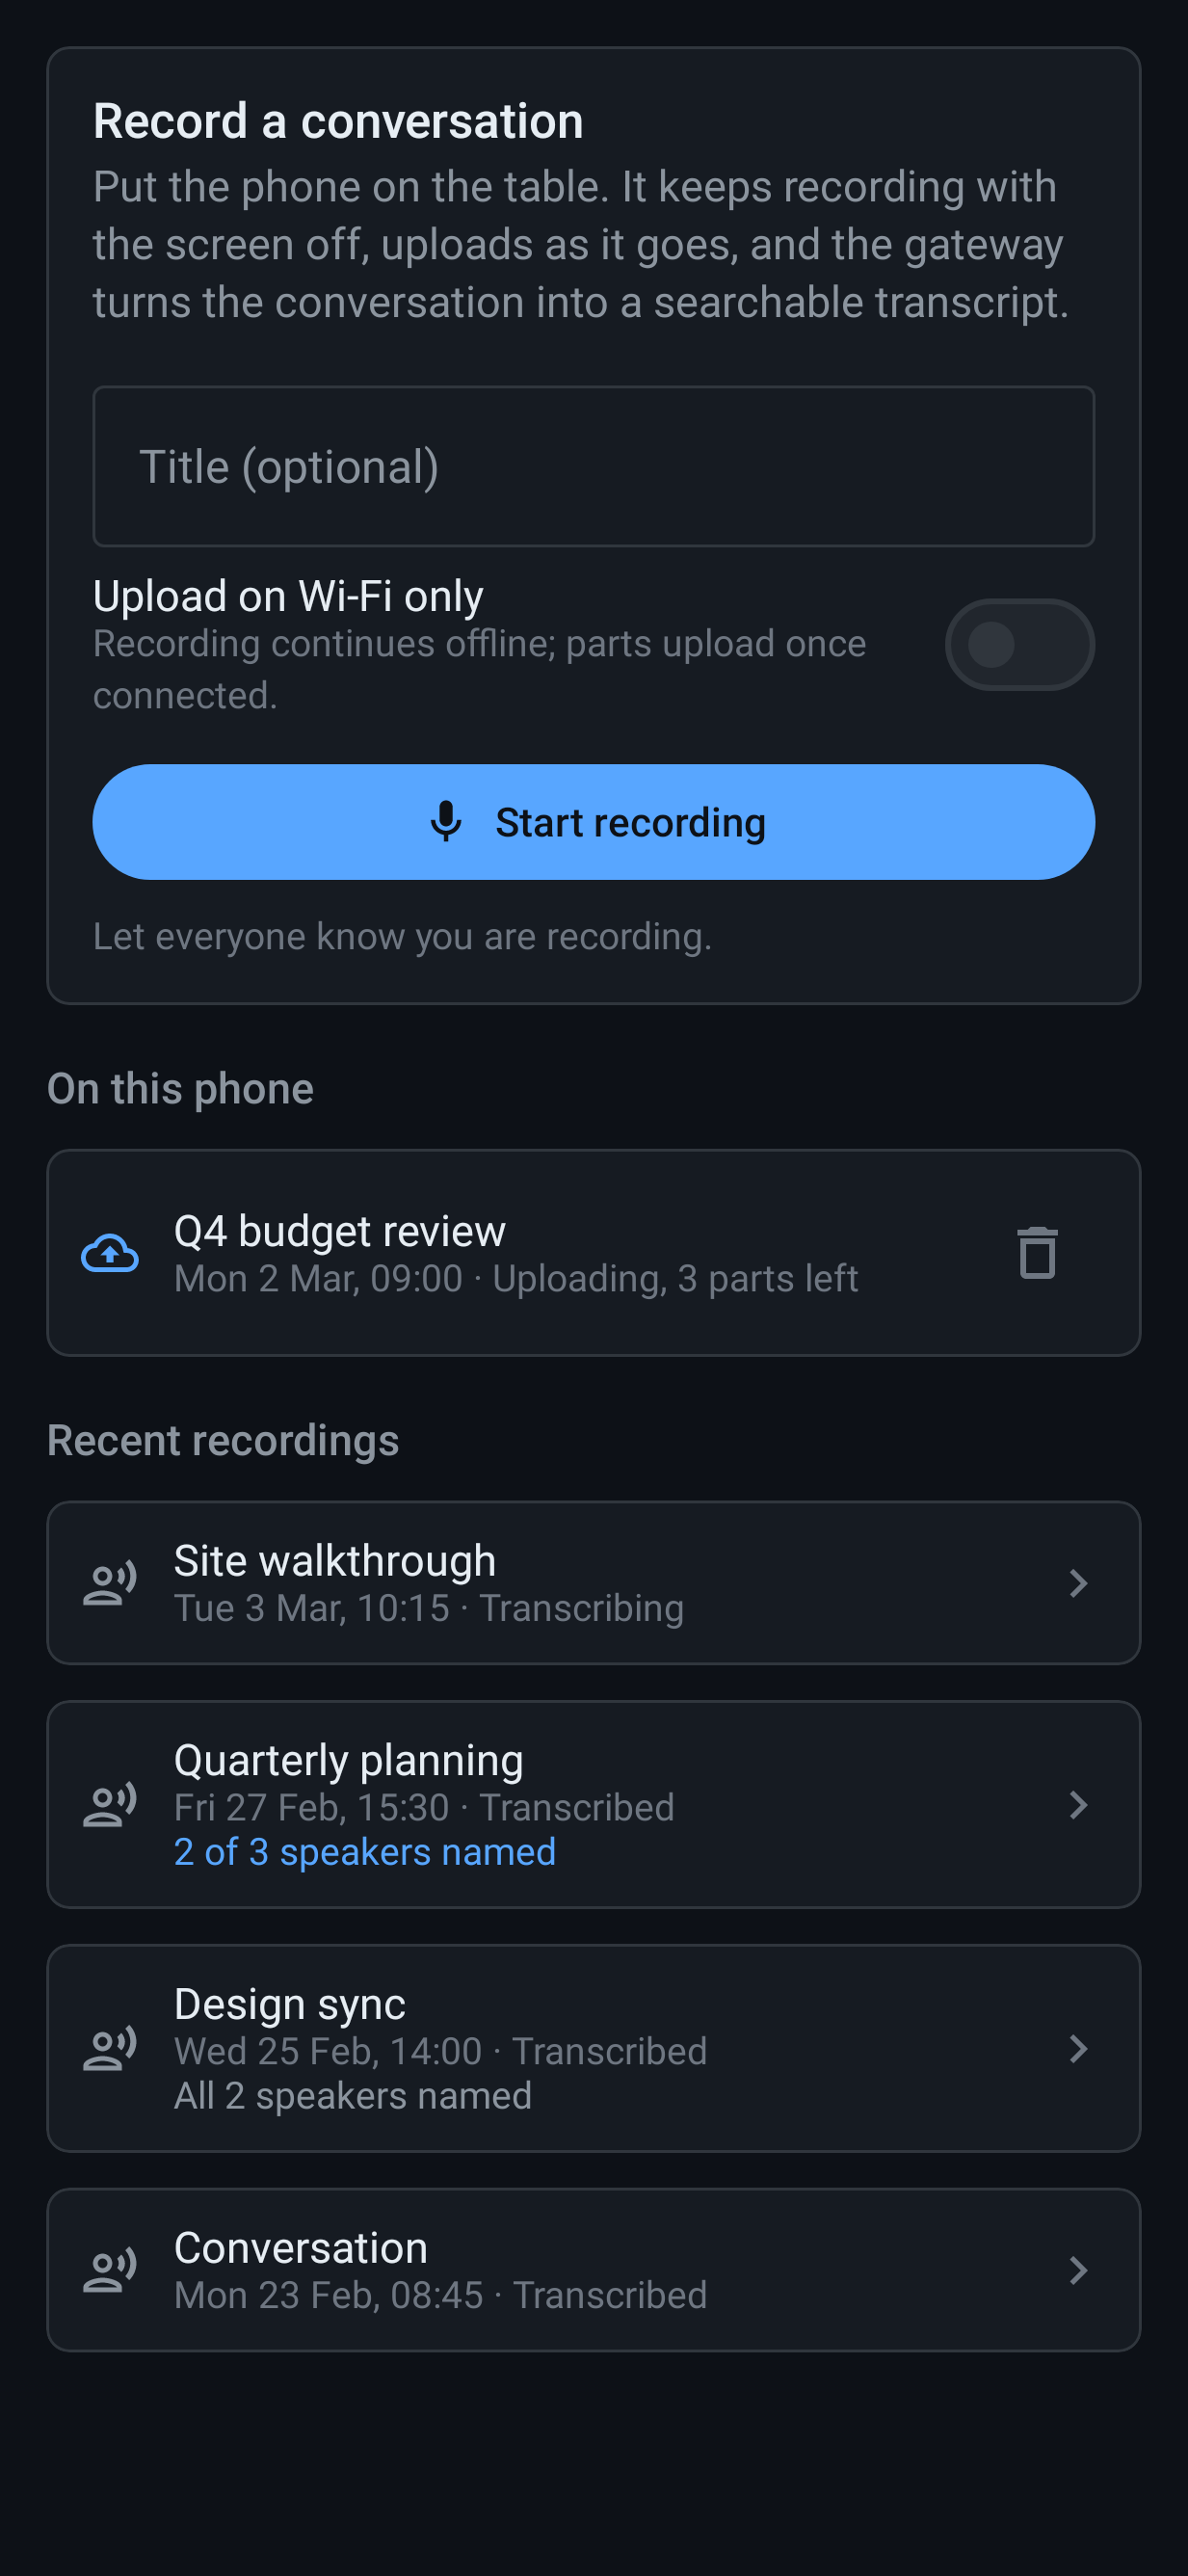 Record a conversation
Put the phone on the table. It keeps recording with
the screen off, uploads as it goes, and the gateway
turns the conversation into a searchable transcript.
Title (optional)
Upload on Wi-Fi only
Recording continues offline; parts upload once
connected.
Start recording
Let everyone know you are recording.
On this phone
Q4 budget review
Mon 2 Mar, 09:00 · Uploading, 3 parts left
Recent recordings
Site walkthrough
Tue 3 Mar, 10:15 · Transcribing
Quarterly planning
Fri 27 Feb, 15:30 · Transcribed
2 of 3 speakers named
Design sync
Wed 25 Feb, 14:00 · Transcribed
All 2 speakers named
Conversation
Mon 23 Feb, 08:45 · Transcribed